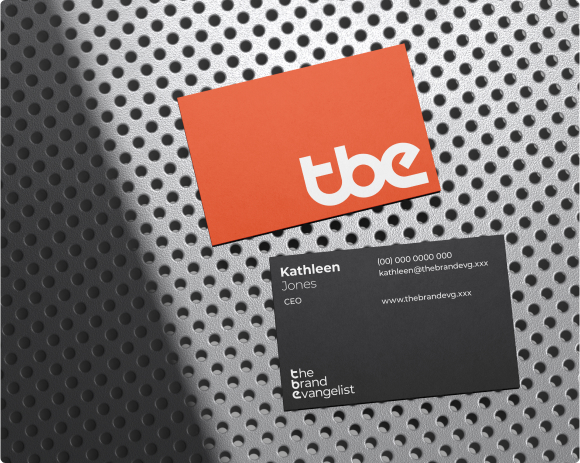 tbe
Kathleen
Jones
CEO
(00) 000 0000 000
kathleen@thebrandevg.xxx
www.thebrandevg.xxx
the
brand
evangelist